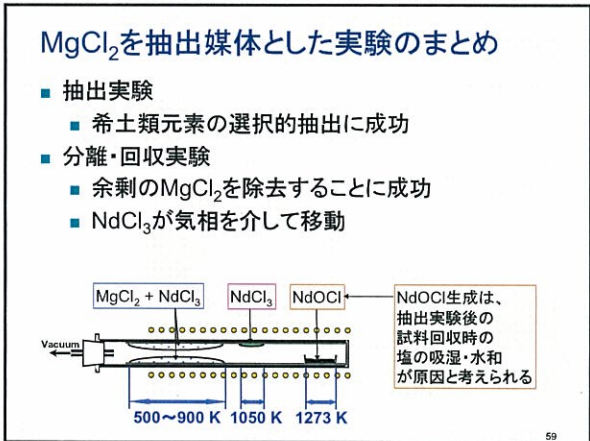 MgCl₂を抽出媒体とした実験のまとめ
■ 抽出実験
■ 希土類元素の選択的抽出に成功
■ 分離・回収実験
■ 余剰のMgCl₂を除去することに成功
■ NdCl₃が気相を介して移動
MgCl₂ + NdCl₃
NdCl₃
NdOCl
NdOCl生成は、
抽出実験後の
試料回収時の
塩の吸湿・水和
が原因と考えられる
Vacuum
500～900 K
1050 K
1273 K
59